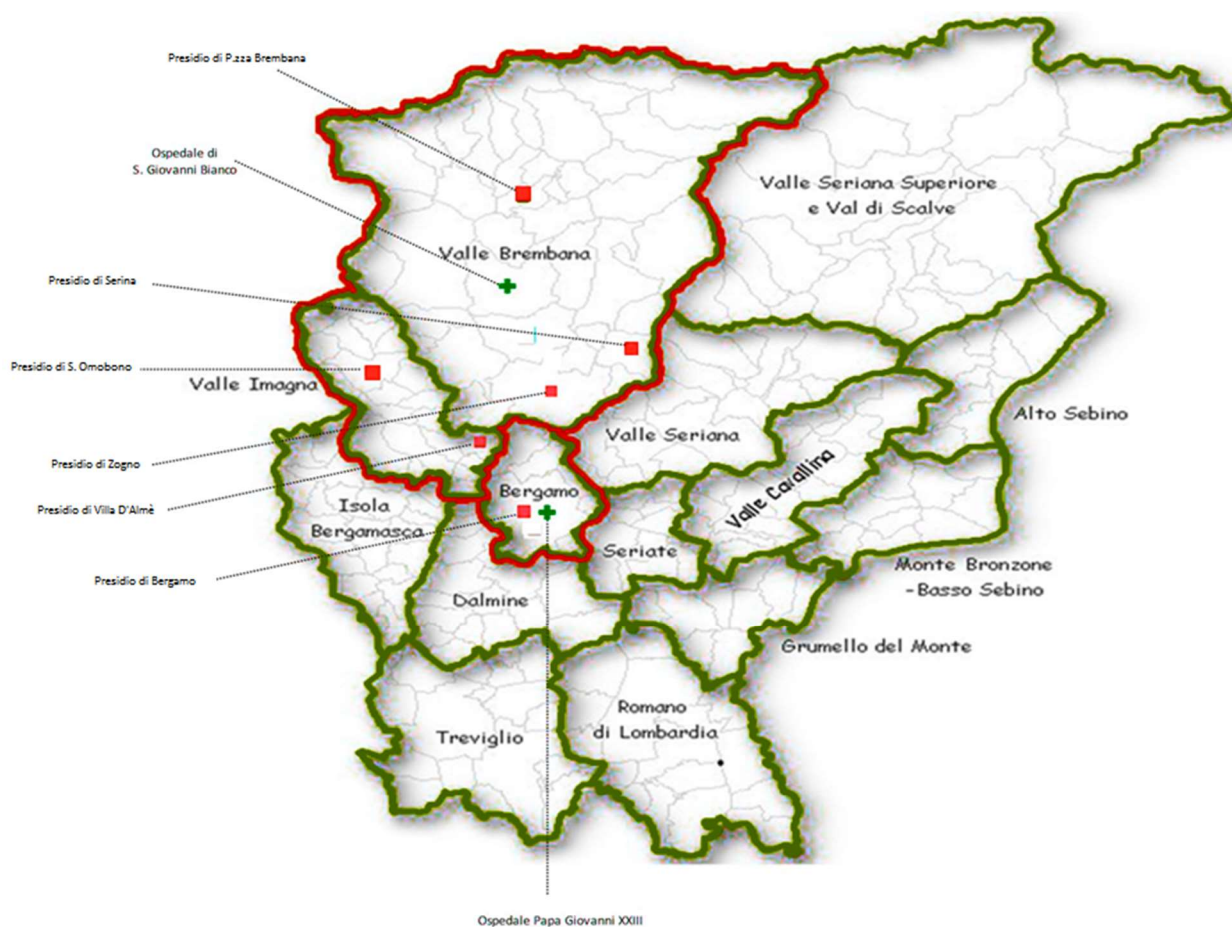 Presidio di P.zza Brembana
Ospedale di
S. Giovanni Bianco
Valle Seriana Superiore
e Val di Scalve
Valle Brembana
Presidio di Serina
Presidio di S. Omobono
Valle Imagna
Alto Sebino
Valle Seriana
Presidio di Zogno
Valle Cavallina
Bergamo
Presidio di Villa D'Almè
Isola
Bergamasca
Seriate
Presidio di Bergamo
Monte Bronzone
-Basso Sebino
Dalmine
Grumello del Monte
Romano
di Lombardia
Treviglio
Ospedale Papa Giovanni XXIII